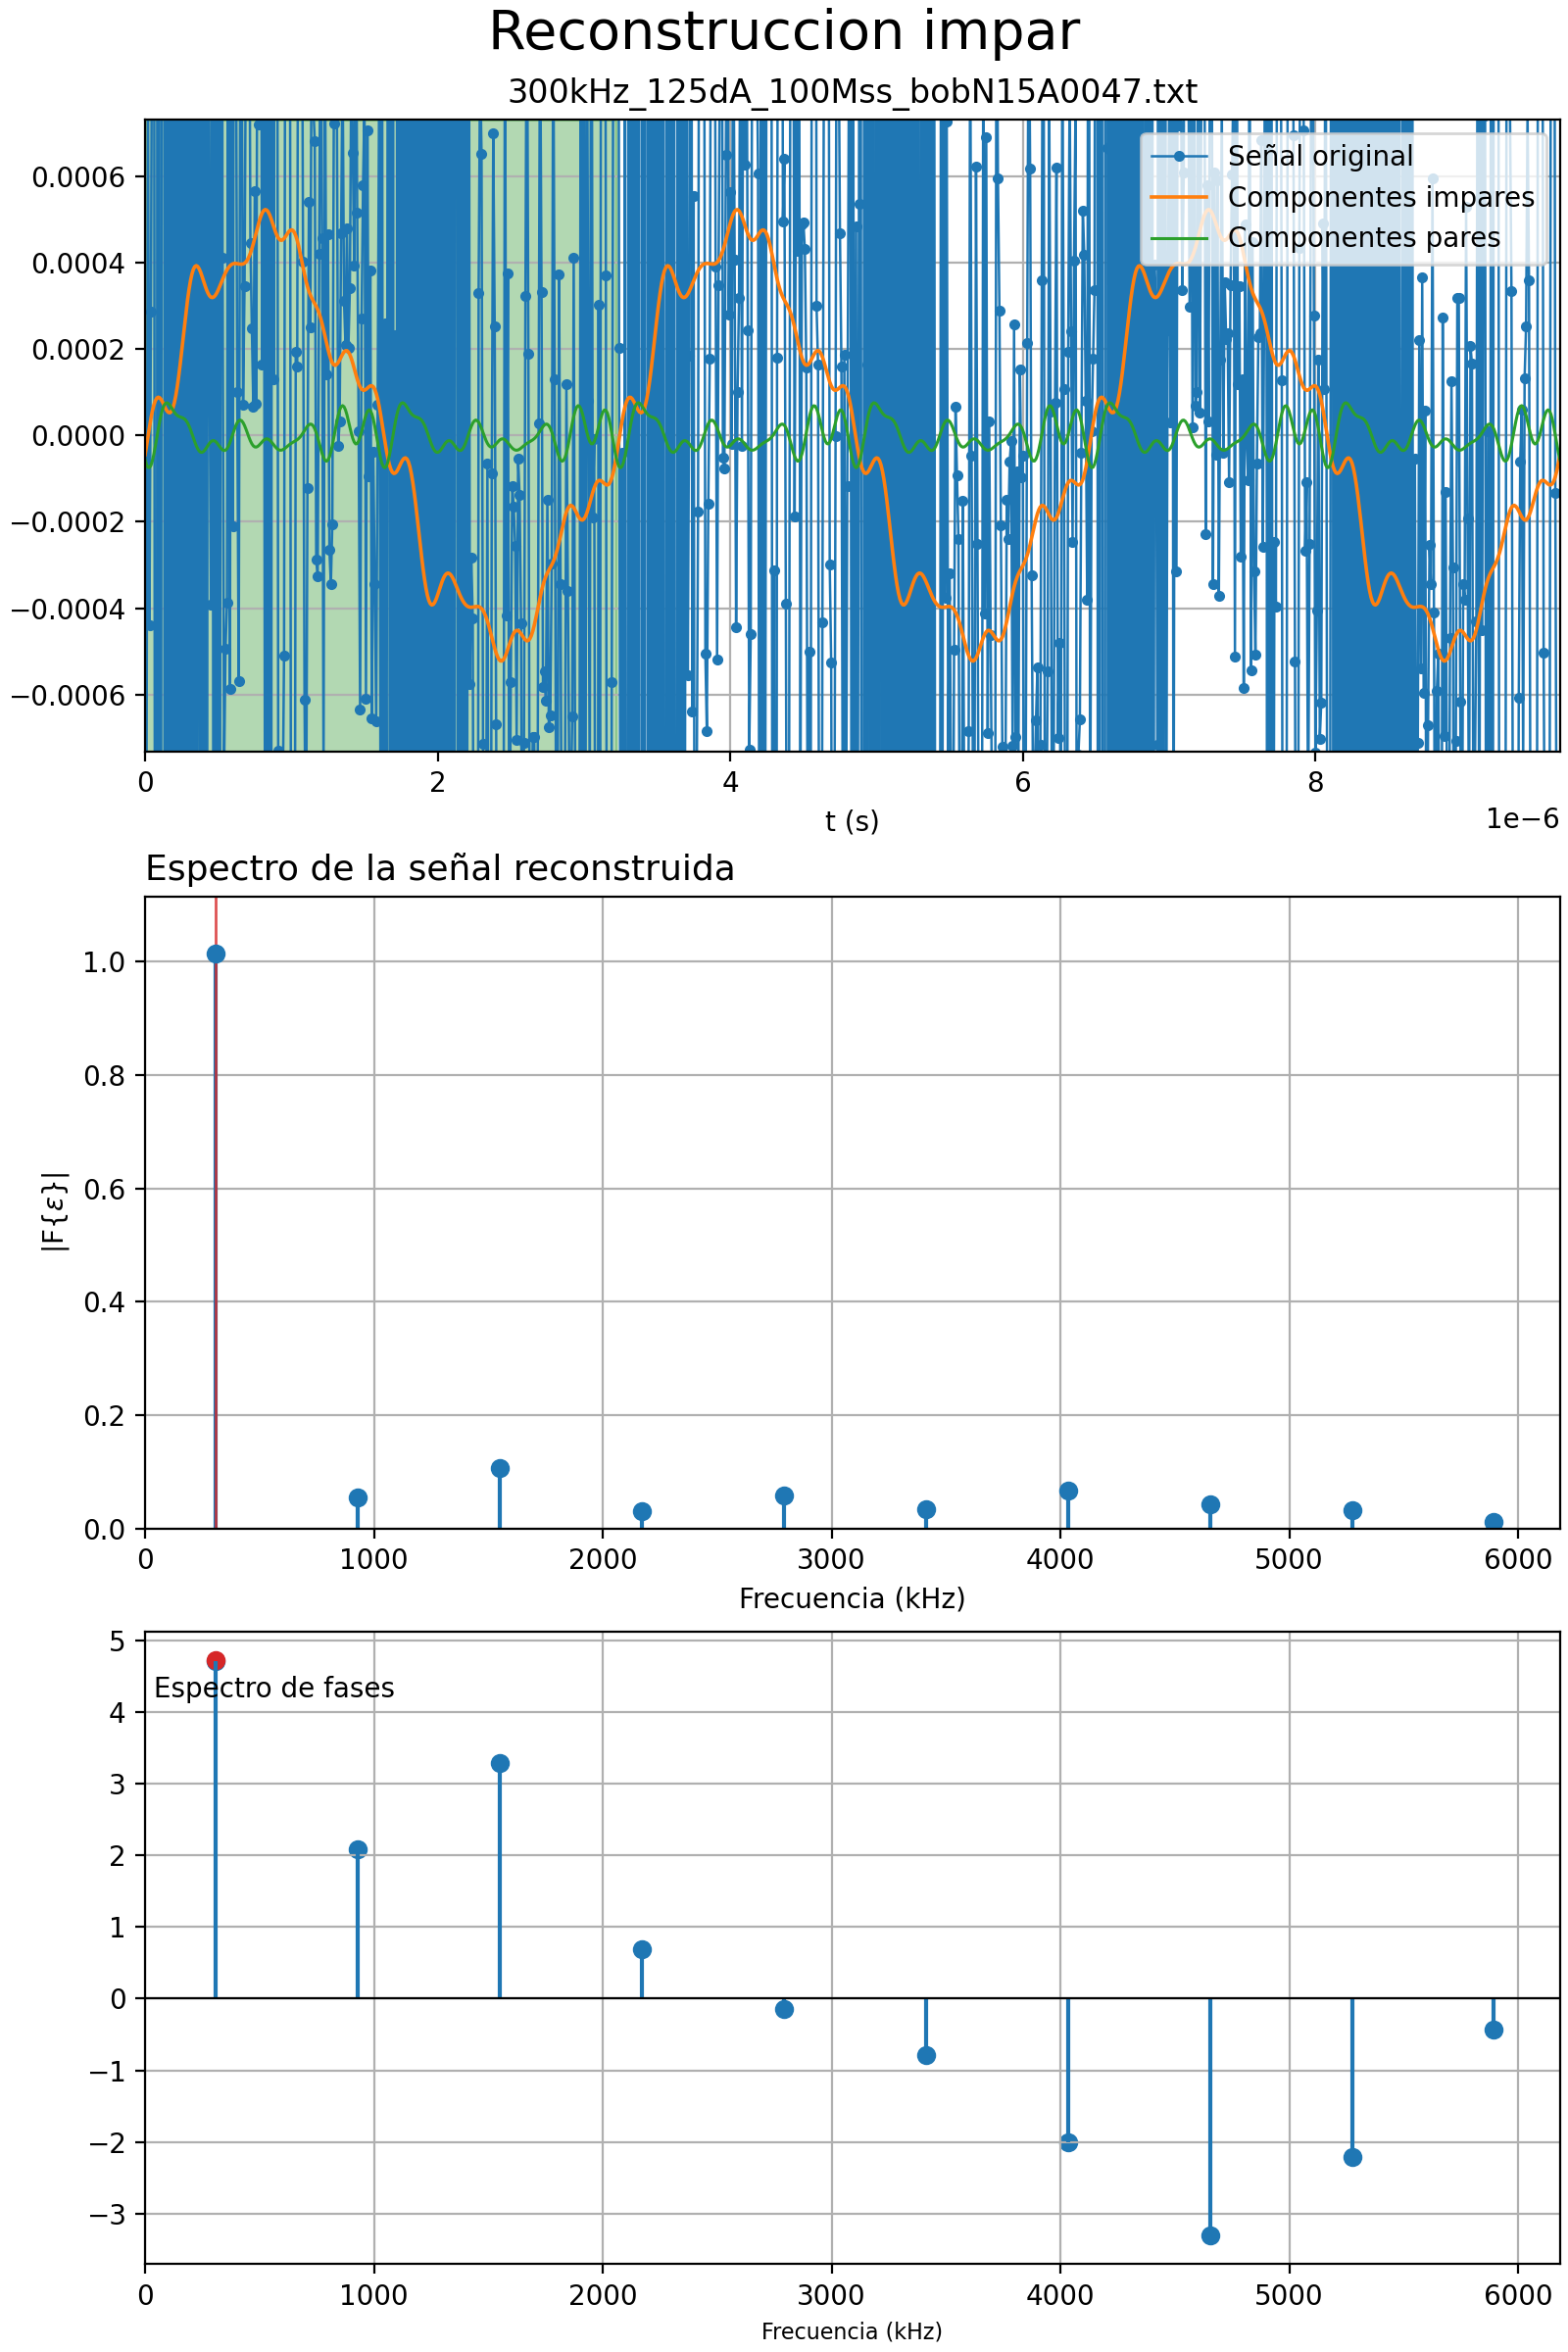 Reconstruccion impar
300kHz_125dA_100Mss_bobN15A0047.txt
Señal original
Componentes impares
Componentes pares
0.0006
0.0004
0.0002
0.0000
−0.0002
−0.0004
−0.0006
0 2 4 6 8
1e−6
t (s)
Espectro de la señal reconstruida
1.0
0.8
0.6
0.4
0.2
0.0
|F{ε}|
0 1000 2000 3000 4000 5000 6000
Frecuencia (kHz)
Espectro de fases
5
4
3
2
1
0
−1
−2
−3
0 1000 2000 3000 4000 5000 6000
Frecuencia (kHz)